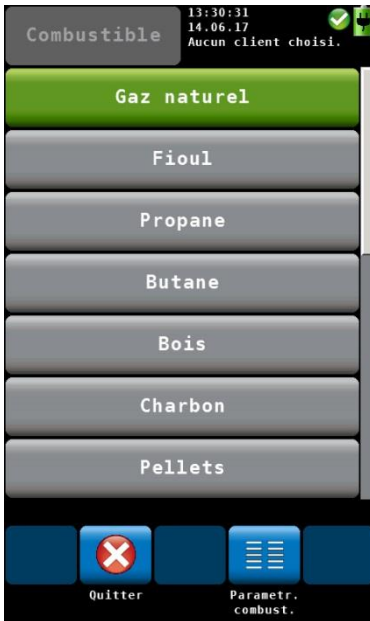 Combustible
13:30:31
14.06.17
Aucun client choisi.
Gaz naturel
Fioul
Propane
Butane
Bois
Charbon
Pellets
Quitter
Parametr.
combust.